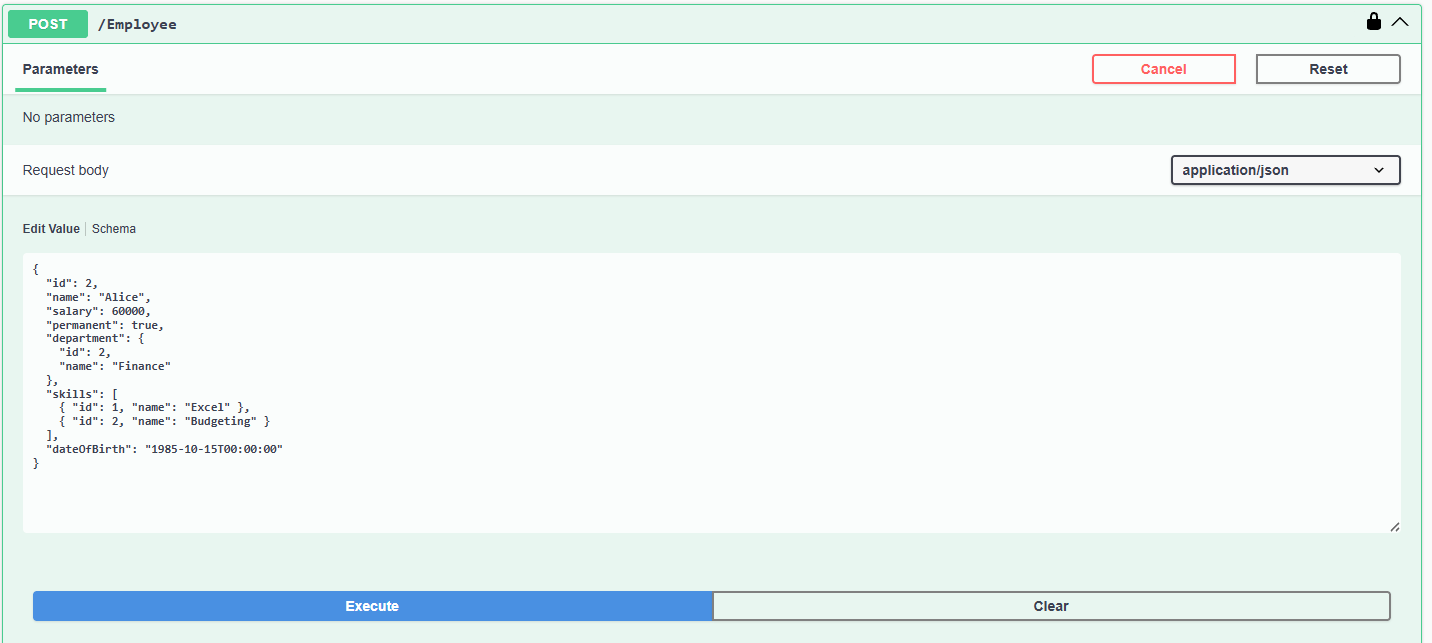 POST /Employee
Parameters
Cancel
Reset
No parameters
Request body
application/json
Edit Value | Schema
{
  "id": 2,
  "name": "Alice",
  "salary": 60000,
  "permanent": true,
  "department": {
    "id": 2,
    "name": "Finance"
  },
  "skills": [
    { "id": 1, "name": "Excel" },
    { "id": 2, "name": "Budgeting" }
  ],
  "dateOfBirth": "1985-10-15T00:00:00"
}
Execute
Clear